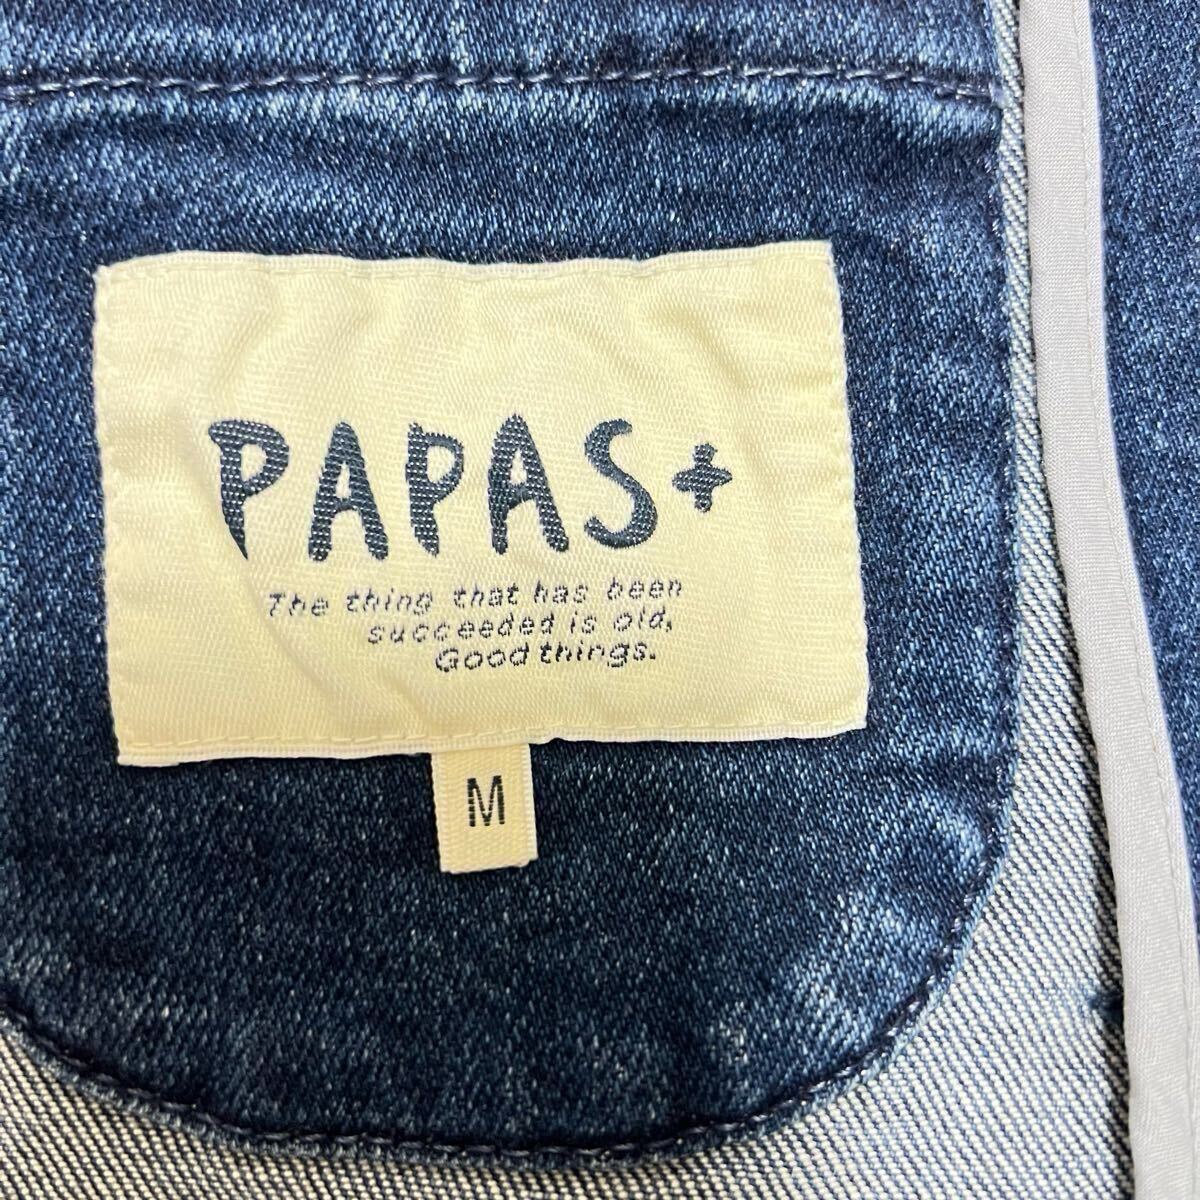 PAPAS+
The thing that has been
succeeded is old,
Good things.
M